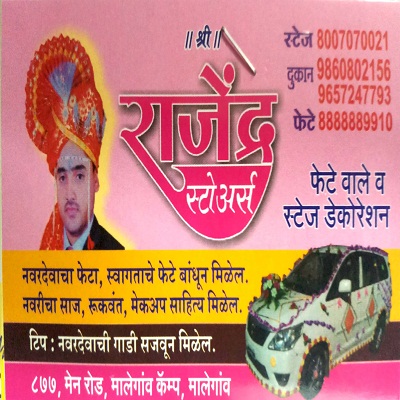 ॥ श्री ॥
स्टेज 8007070021
दुकान 9860802156
9657247793
फेटे 8888889910
राजेंद्र
स्टोअर्स
फेटे वाले व
स्टेज डेकोरेशन
नवरदेवाचा फेटा, स्वागताचे फेटे बांधून मिळेल.
नवरीचा साज, रूकवंत, मेकअप साहित्य मिळेल.
टिप : नवरदेवाची गाडी सजवून मिळेल.
८७७, मेन रोड, मालेगांव कॅम्प, मालेगांव